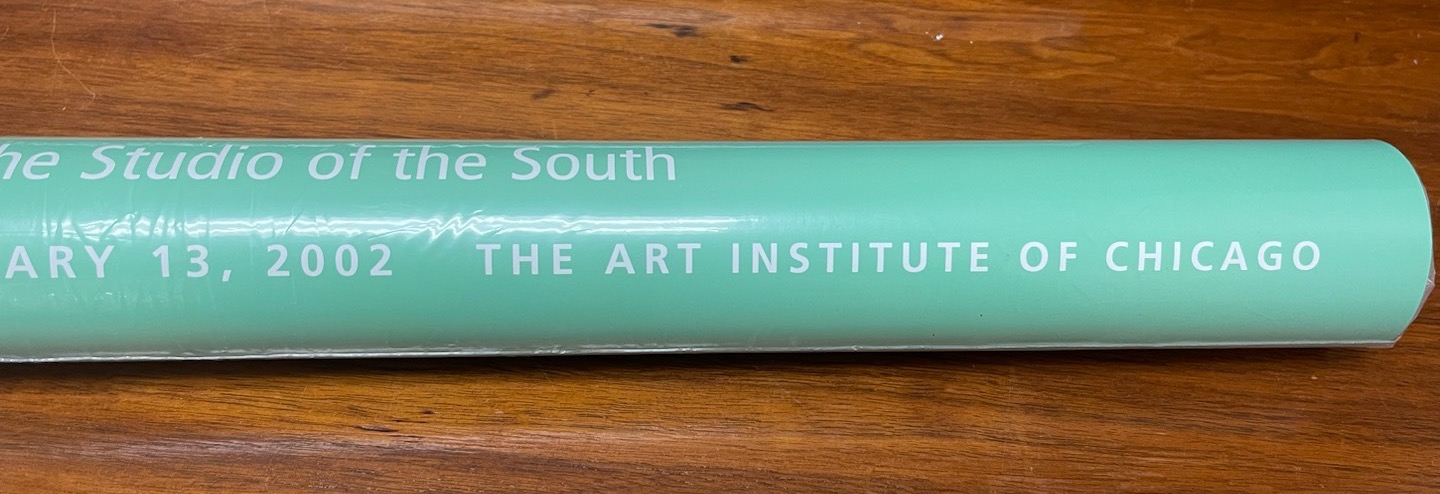 he Studio of the South
ARY 13, 2002 THE ART INSTITUTE OF CHICAGO